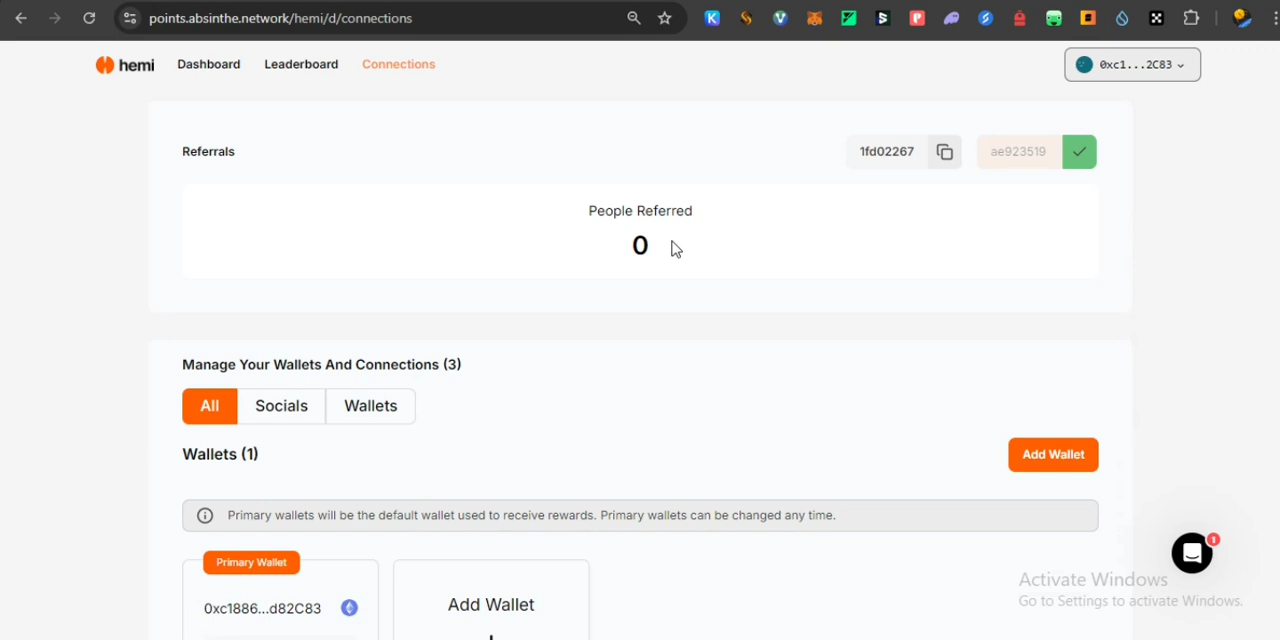 points.absinthe.network/hemi/d/connections
hemi Dashboard Leaderboard Connections 0xc1...2C83
Referrals 1fd02267 ae923519
People Referred
0
Manage Your Wallets And Connections (3)
All Socials Wallets
Wallets (1) Add Wallet
Primary wallets will be the default wallet used to receive rewards. Primary wallets can be changed any time.
1
Primary Wallet
Activate Windows
Go to Settings to activate Windows.
0xc1886...d82C83 Add Wallet